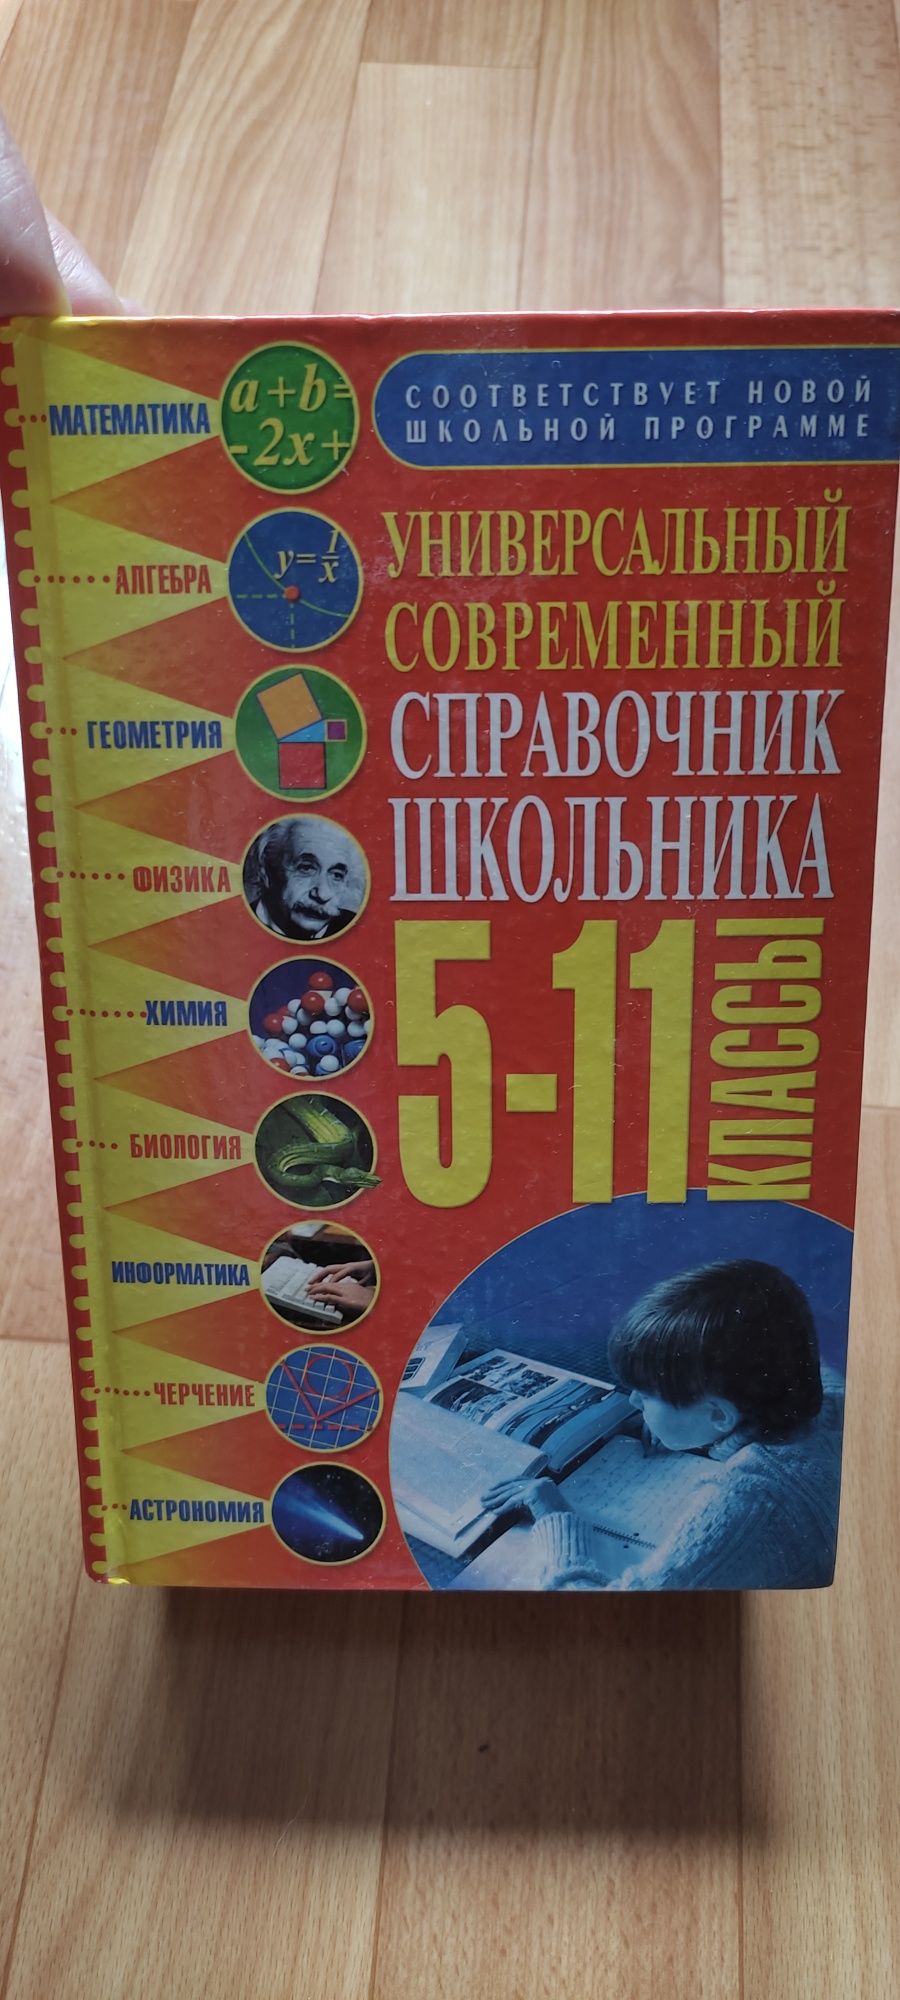 СООТВЕТСТВУЕТ НОВОЙ
ШКОЛЬНОЙ ПРОГРАММЕ
УНИВЕРСАЛЬНЫЙ
СОВРЕМЕННЫЙ
СПРАВОЧНИК
ШКОЛЬНИКА
5-11
КЛАССЫ
МАТЕМАТИКА
a+b=
-2x+
АЛГЕБРА
y=1/x
ГЕОМЕТРИЯ
ФИЗИКА
ХИМИЯ
БИОЛОГИЯ
ИНФОРМАТИКА
ЧЕРЧЕНИЕ
АСТРОНОМИЯ